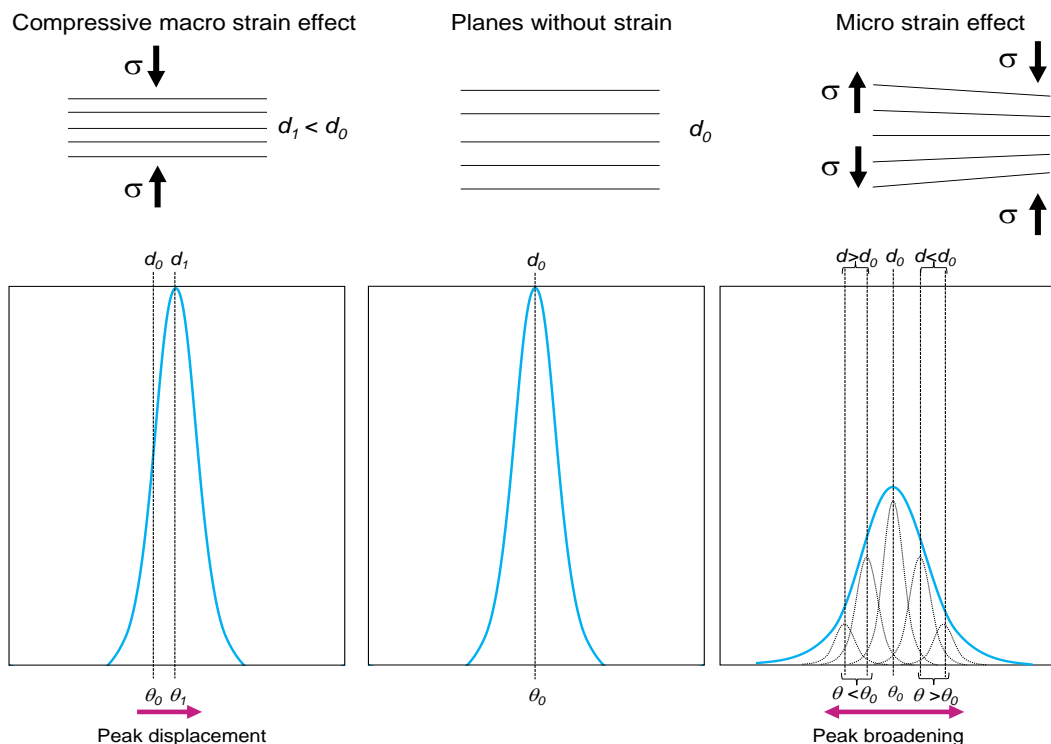 Compressive macro strain effect
Planes without strain
Micro strain effect
σ
d₁ < d₀
σ
d₀
σ
σ
σ
σ
d₀ d₁
d₀
d>d₀ d₀ d<d₀
θ₀ θ₁
θ₀
θ <θ₀ θ₀ θ >θ₀
Peak displacement
Peak broadening